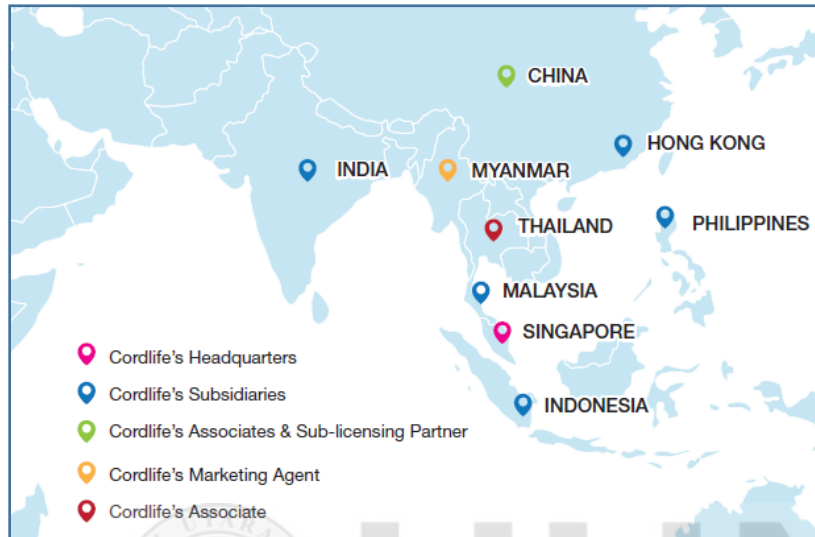 CHINA
HONG KONG
INDIA
MYANMAR
THAILAND
PHILIPPINES
MALAYSIA
SINGAPORE
INDONESIA
Cordlife's Headquarters
Cordlife's Subsidiaries
Cordlife's Associates & Sub-licensing Partner
Cordlife's Marketing Agent
Cordlife's Associate
UTARA